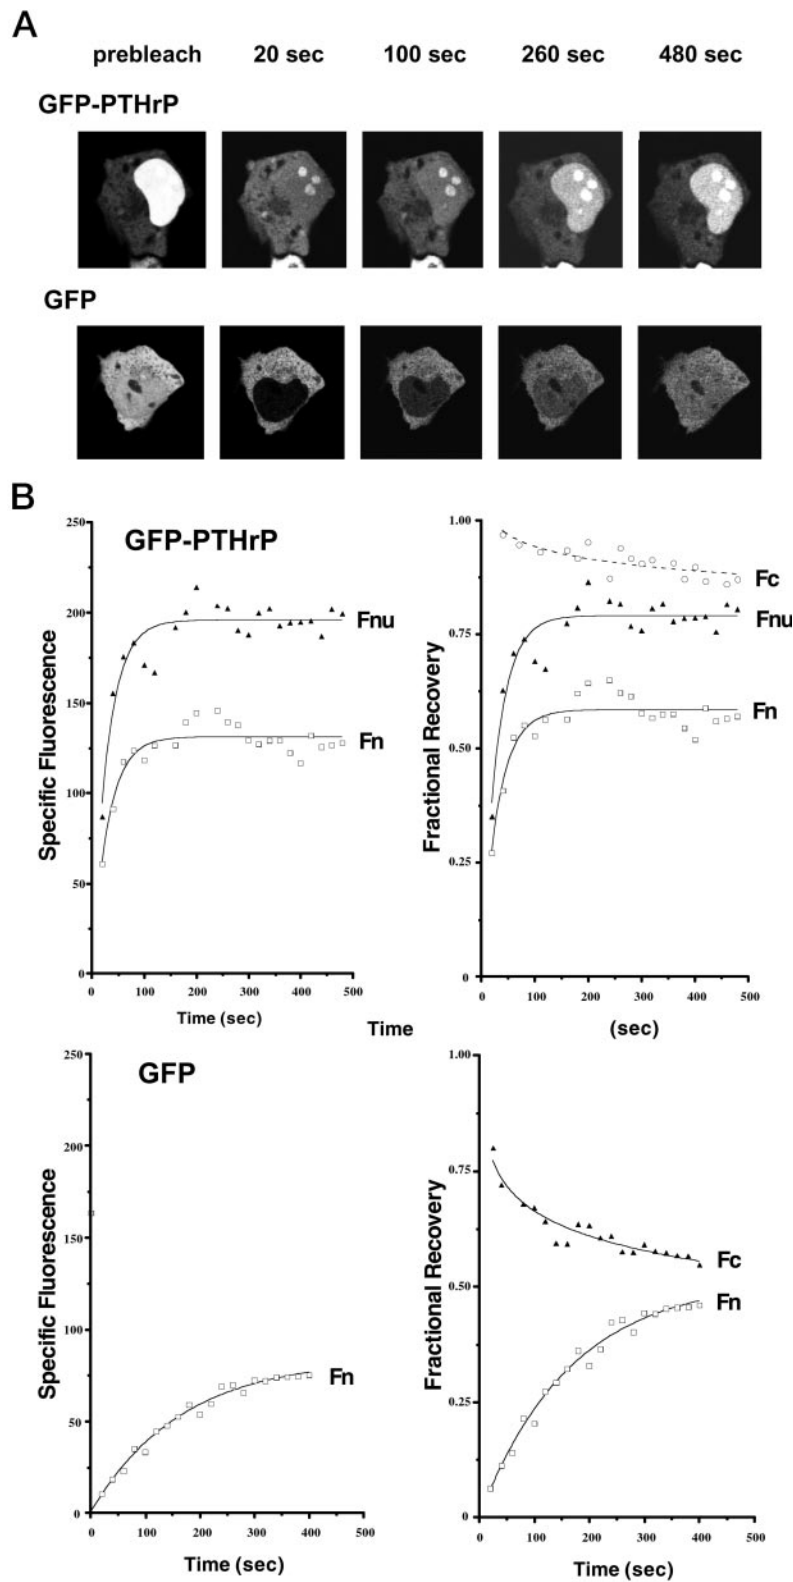 A
prebleach 20 sec 100 sec 260 sec 480 sec
GFP-PTHrP
GFP
B
GFP-PTHrP
250
200
150
100
50
0
Specific Fluorescence
Fnu
Fn
0 100 200 300 400 500
Time (sec)
1.00
0.75
0.50
0.25
0
Fractional Recovery
Fc
Fnu
Fn
0 100 200 300 400 500
Time (sec)
GFP
250
200
150
100
50
0
Specific Fluorescence
Fn
0 100 200 300 400 500
Time (sec)
1.00
0.75
0.50
0.25
0
Fractional Recovery
Fc
Fn
0 100 200 300 400 500
Time (sec)